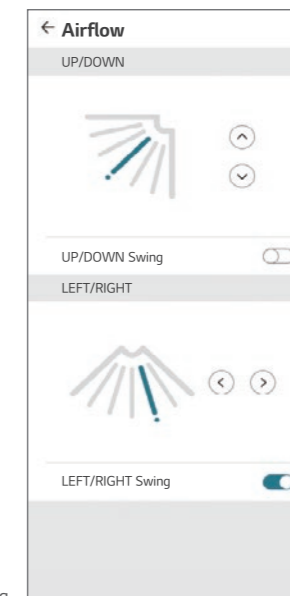 ← Airflow
UP/DOWN
UP/DOWN Swing
LEFT/RIGHT
LEFT/RIGHT Swing